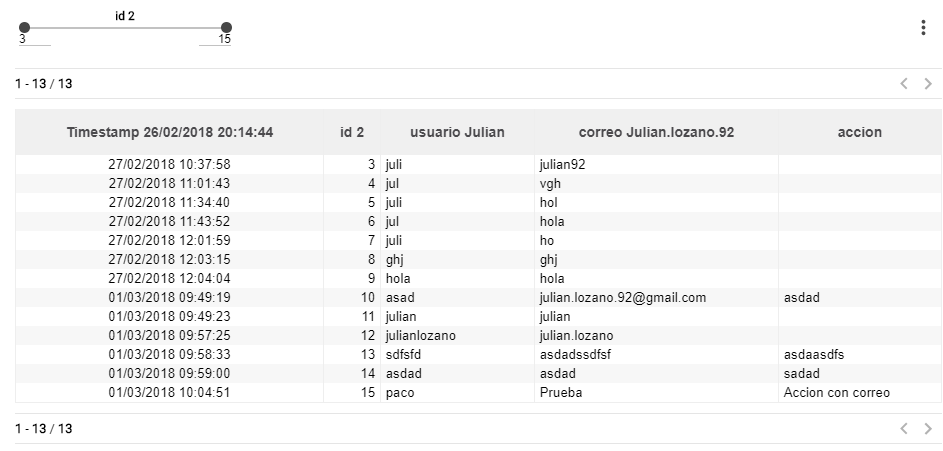 id 2
3 15
1 - 13 / 13
Timestamp 26/02/2018 20:14:44 id 2 usuario Julian correo Julian.lozano.92 accion
27/02/2018 10:37:58 3 juli julian92
27/02/2018 11:01:43 4 jul vgh
27/02/2018 11:34:40 5 juli hol
27/02/2018 11:43:52 6 jul hola
27/02/2018 12:01:59 7 juli ho
27/02/2018 12:03:15 8 ghj ghj
27/02/2018 12:04:04 9 hola hola
01/03/2018 09:49:19 10 asad julian.lozano.92@gmail.com asdad
01/03/2018 09:49:23 11 julian julian
01/03/2018 09:57:25 12 julianlozano julian.lozano
01/03/2018 09:58:33 13 sdfsfd asdadssdfsf asdaasdfs
01/03/2018 09:59:00 14 asdad asdad sadad
01/03/2018 10:04:51 15 paco Prueba Accion con correo
1 - 13 / 13